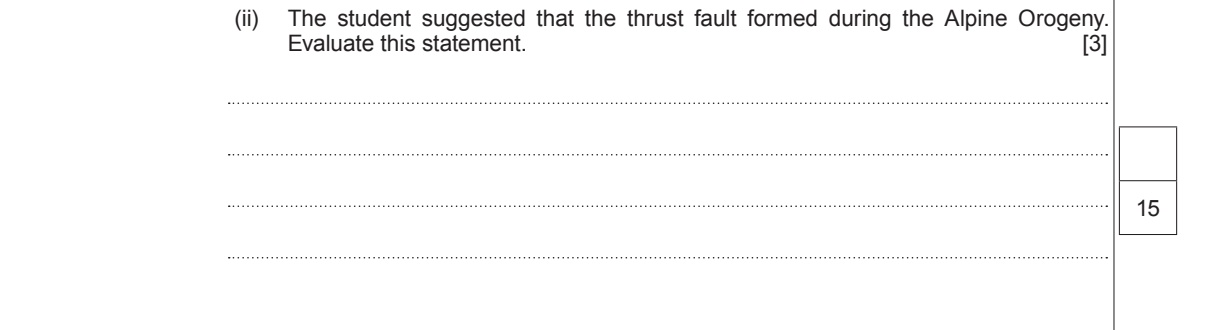 (ii) The student suggested that the thrust fault formed during the Alpine Orogeny.
Evaluate this statement. [3]
15